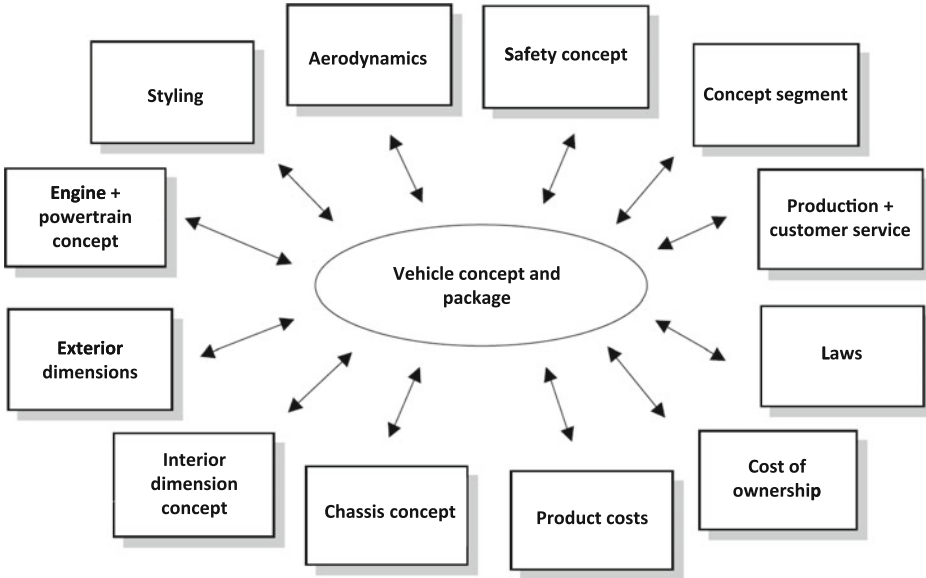 Aerodynamics
Safety concept
Styling
Concept segment
Engine +
powertrain
concept
Production +
customer service
Vehicle concept and
package
Exterior
dimensions
Laws
Interior
dimension
concept
Chassis concept
Product costs
Cost of
ownership